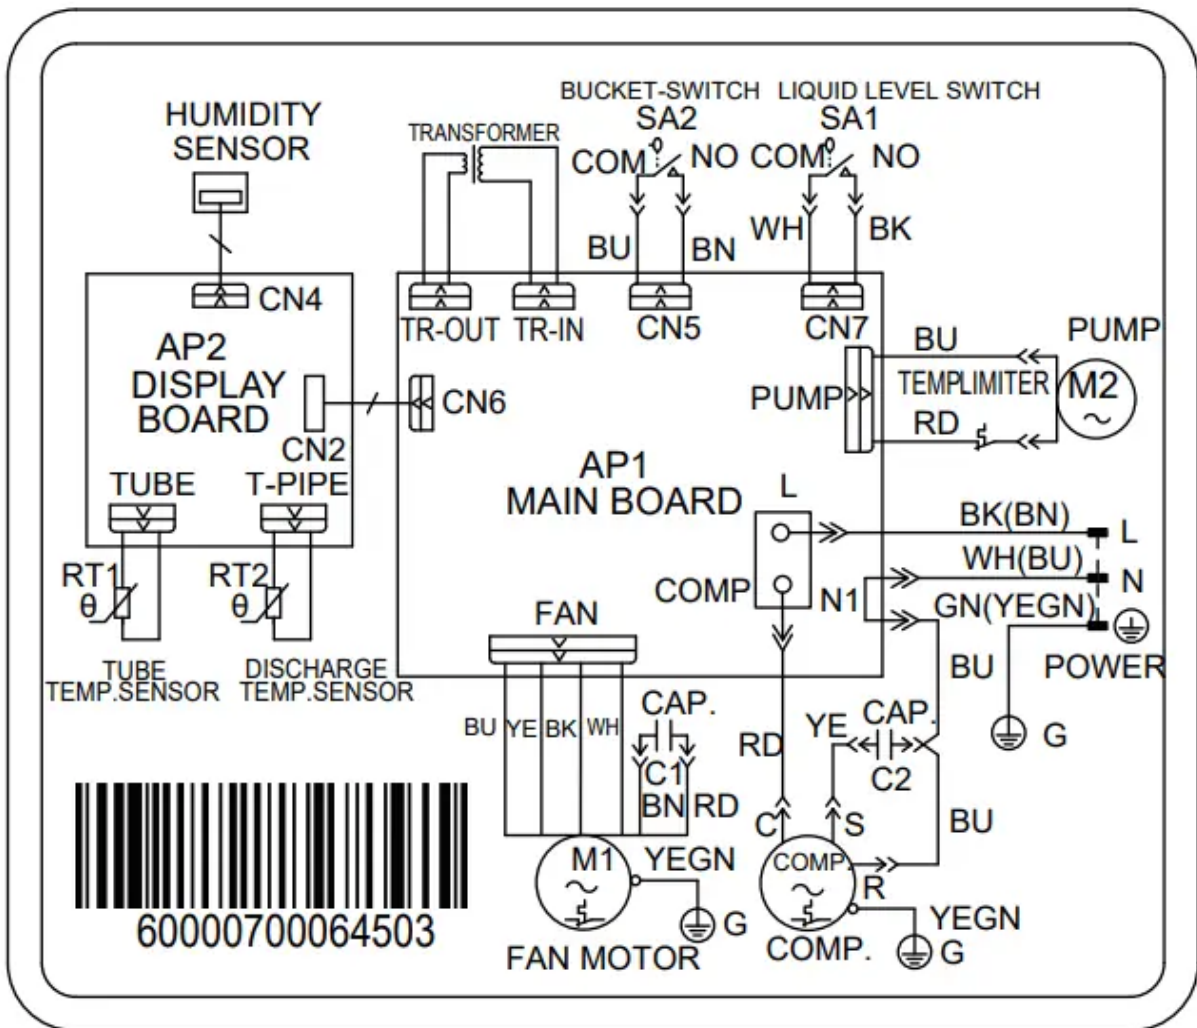 BUCKET-SWITCH LIQUID LEVEL SWITCH
HUMIDITY
SENSOR
TRANSFORMER
SA2
SA1
COM NO
COM NO
BU BN
WH BK
CN4
TR-OUT TR-IN
CN5
CN7
AP2
DISPLAY
BOARD
CN2
CN6
BU
PUMP
PUMP
TEMPLIMITER
M2
RD
TUBE T-PIPE
AP1
MAIN BOARD
L
COMP
BK(BN)
L
WH(BU)
N
N1
GN(YEGN)
POWER
RT1
θ
RT2
θ
TUBE
TEMP.SENSOR
DISCHARGE
TEMP.SENSOR
FAN
BU YE BK WH
CAP.
C1
BN RD
RD
YE
CAP.
C2
BU
G
BU
C S
M1
YEGN
G
FAN MOTOR
COMP.
R
YEGN
COMP.
G
60000700064503